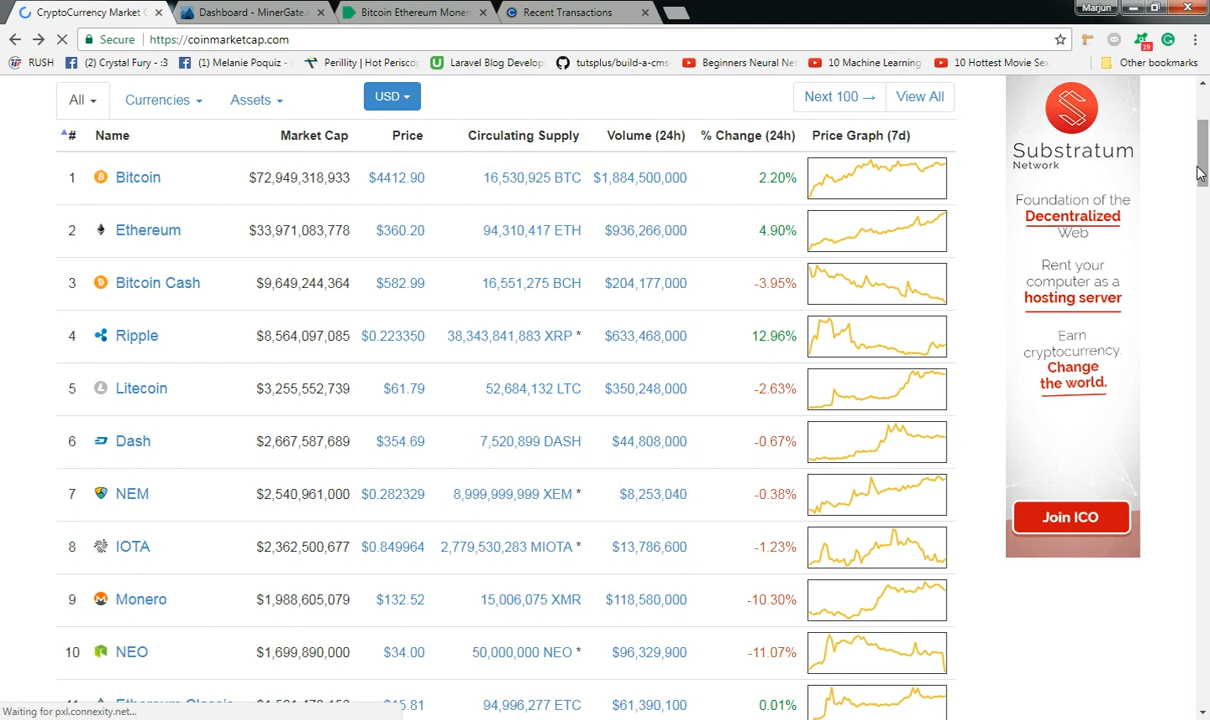 CryptoCurrency Market C
Dashboard - MinerGate.
Bitcoin Ethereum Moner
Recent Transactions
Marjun
Secure https://coinmarketcap.com
RUSH (2) Crystal Fury - :3 (1) Melanie Poquiz - Perillity | Hot Perisco Laravel Blog Develop tutsplus/build-a-cms Beginners Neural Net 10 Machine Learning 10 Hottest Movie Sex Other bookmarks
All Currencies Assets USD Next 100 → View All
# Name Market Cap Price Circulating Supply Volume (24h) % Change (24h) Price Graph (7d)
1 Bitcoin $72,949,318,933 $4412.90 16,530,925 BTC $1,884,500,000 2.20%
2 Ethereum $33,971,083,778 $360.20 94,310,417 ETH $936,266,000 4.90%
3 Bitcoin Cash $9,649,244,364 $582.99 16,551,275 BCH $204,177,000 -3.95%
4 Ripple $8,564,097,085 $0.223350 38,343,841,883 XRP * $633,468,000 12.96%
5 Litecoin $3,255,552,739 $61.79 52,684,132 LTC $350,248,000 -2.63%
6 Dash $2,667,587,689 $354.69 7,520,899 DASH $44,808,000 -0.67%
7 NEM $2,540,961,000 $0.282329 8,999,999,999 XEM * $8,253,040 -0.38%
8 IOTA $2,362,500,677 $0.849964 2,779,530,283 MIOTA * $13,786,600 -1.23%
9 Monero $1,988,605,079 $132.52 15,006,075 XMR $118,580,000 -10.30%
10 NEO $1,699,890,000 $34.00 50,000,000 NEO * $96,329,900 -11.07%
94,996,277 ETC $61,390,100 0.01%
Waiting for pxl.connexity.net...
Substratum
Network
Foundation of the
Decentralized
Web
Rent your
computer as a
hosting server
Earn
cryptocurrency.
Change
the world.
Join ICO
29